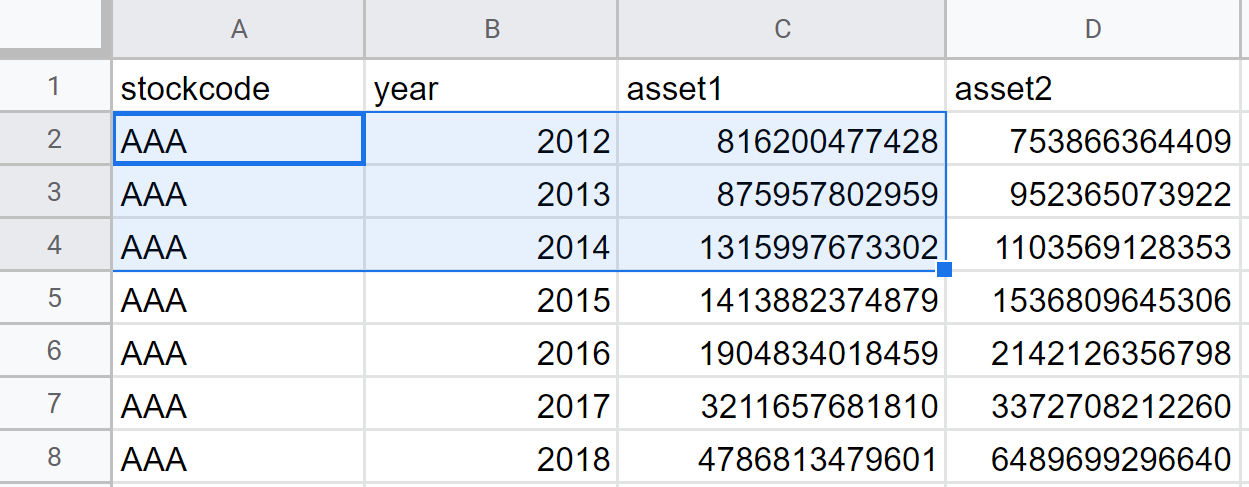 A B C D
1 stockcode year asset1 asset2
2 AAA 2012 816200477428 753866364409
3 AAA 2013 875957802959 952365073922
4 AAA 2014 1315997673302 1103569128353
5 AAA 2015 1413882374879 1536809645306
6 AAA 2016 1904834018459 2142126356798
7 AAA 2017 3211657681810 3372708212260
8 AAA 2018 4786813479601 6489699296640